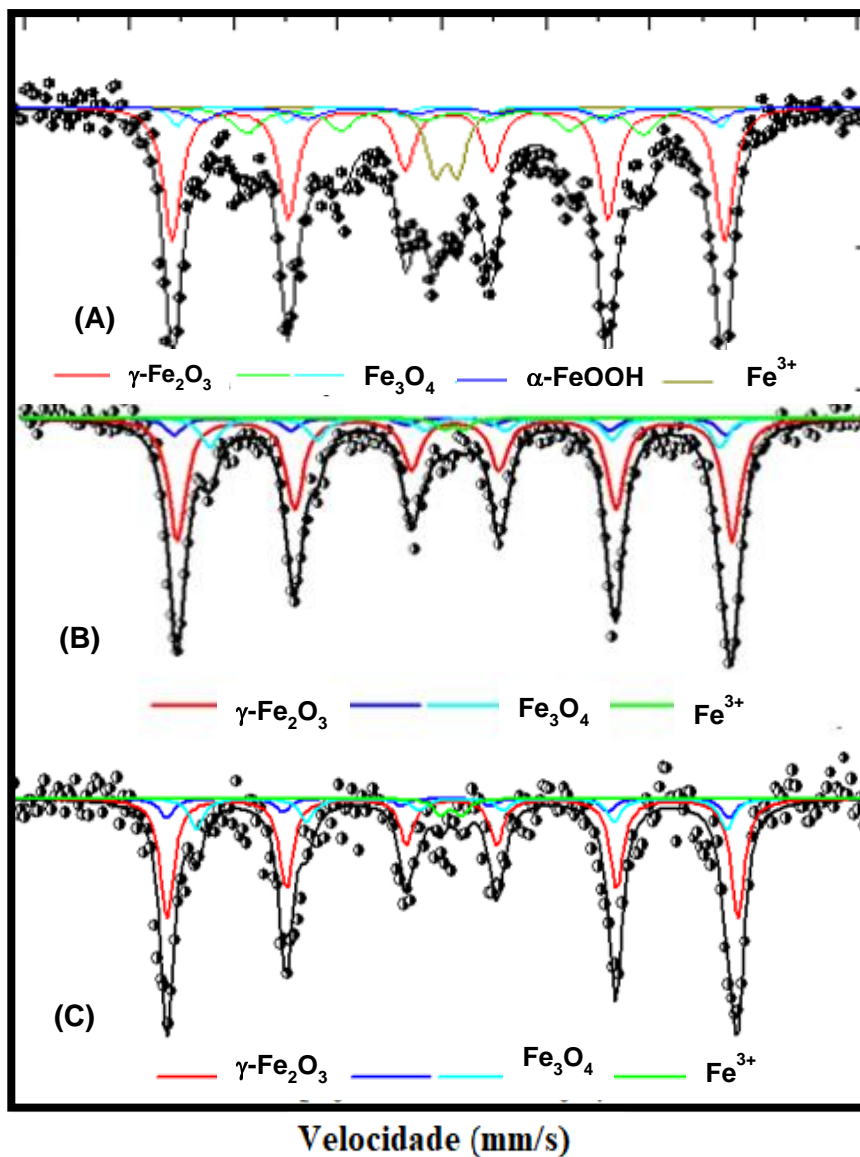 (A)
γ-Fe₂O₃ Fe₃O₄ α-FeOOH Fe³⁺
(B)
γ-Fe₂O₃ Fe₃O₄ Fe³⁺
(C)
γ-Fe₂O₃ Fe₃O₄ Fe³⁺
Velocidade (mm/s)